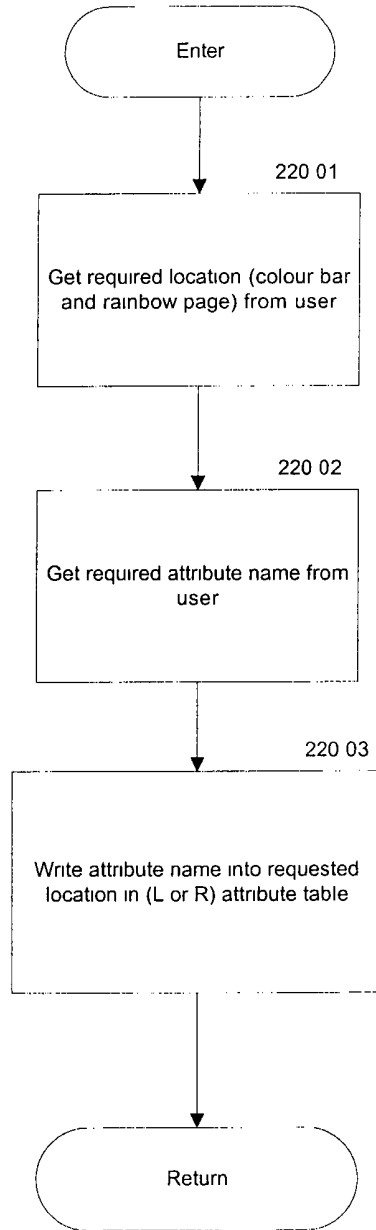 Enter
220 01
Get required location (colour bar
and rainbow page) from user
220 02
Get required attribute name from
user
220 03
Write attribute name into requested
location in (L or R) attribute table
Return